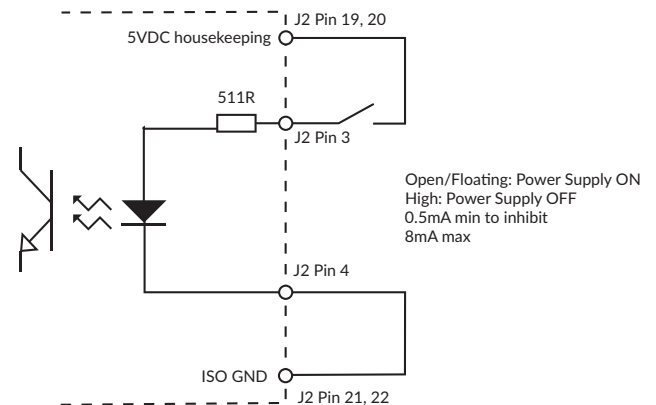 J2 Pin 19, 20
5VDC housekeeping
511R
J2 Pin 3
Open/Floating: Power Supply ON
High: Power Supply OFF
0.5mA min to inhibit
8mA max
J2 Pin 4
ISO GND
J2 Pin 21, 22